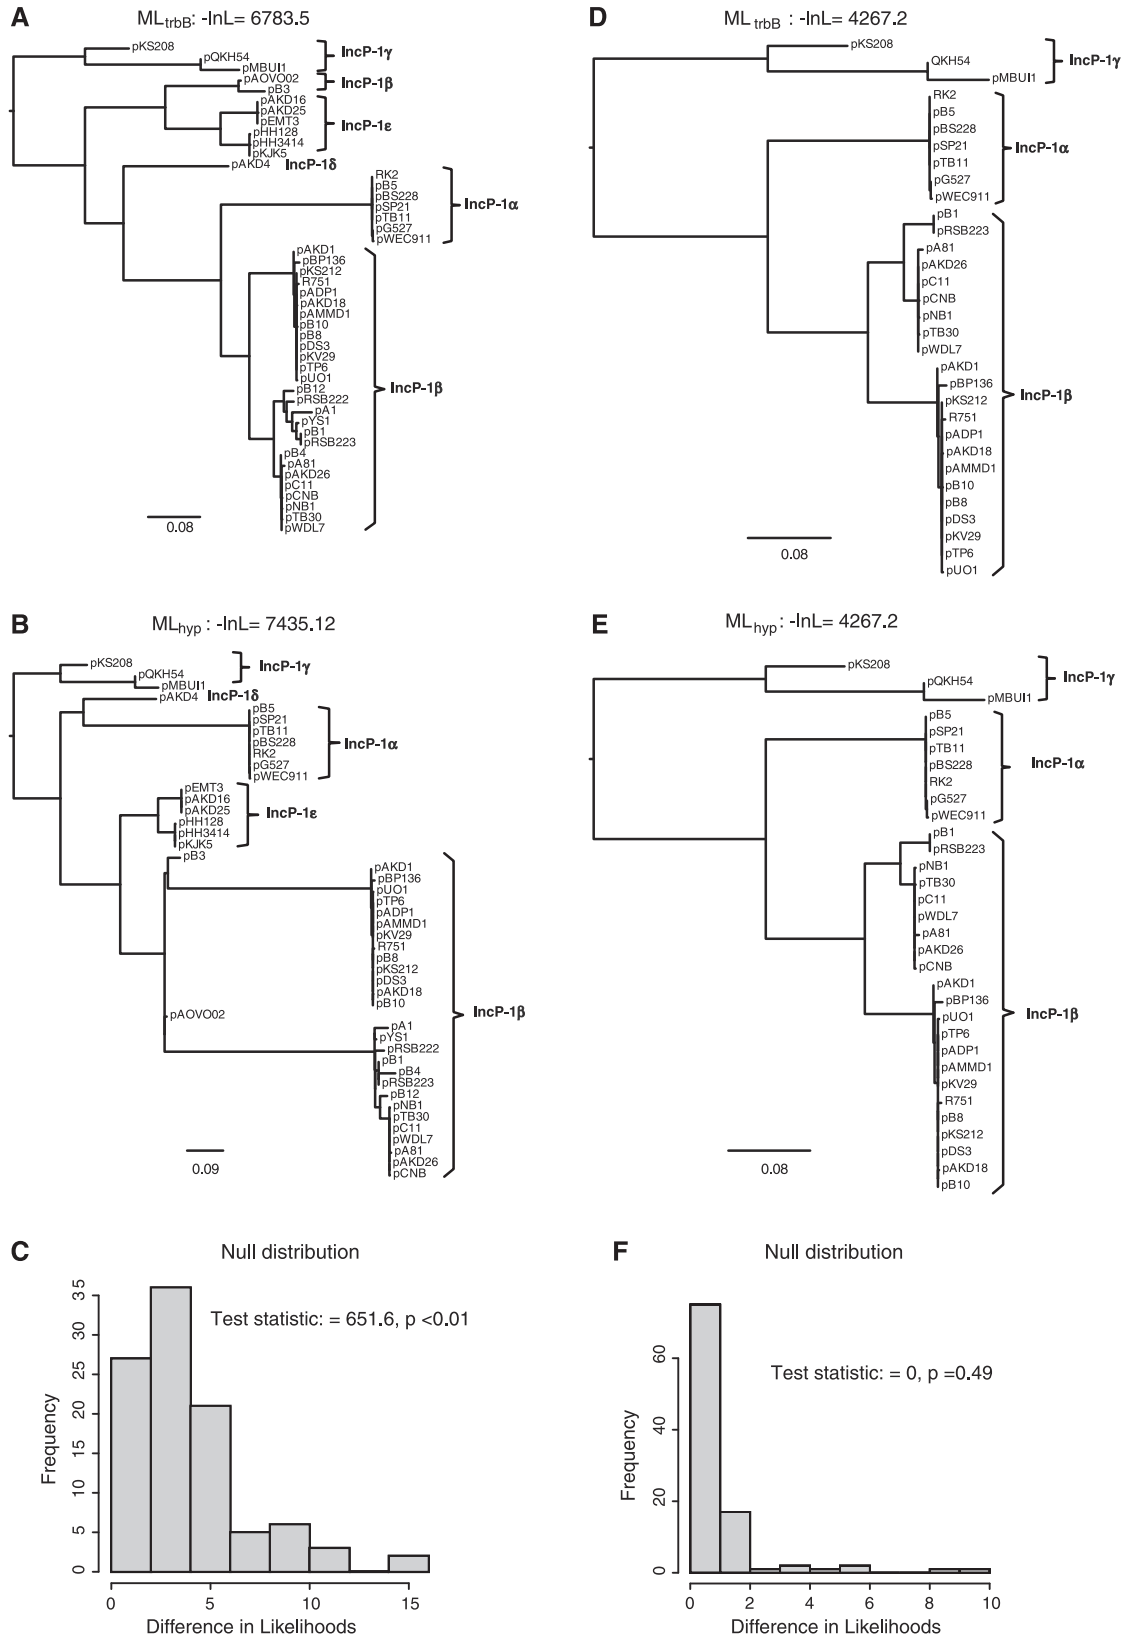 A
ML trbB: -lnL= 6783.5
pKS208
pQKH54
pMBUI1
IncP-1γ
pAOVO02
pB3
IncP-1β
pAKD16
pAKD25
pEMT3
pHH128
pHH3414
pKJK5
IncP-1ε
pAKD4
IncP-1δ
RK2
pB5
pBS228
pSP21
pTB11
pG527
pWEC911
IncP-1α
pAKD1
pBP136
pKS212
R751
pADP1
pAKD18
pAMMD1
pB10
pB8
pDS3
pKV29
pTP6
pUO1
pB12
pRSB222
pA1
pYS1
pB1
pRSB223
pB4
pA81
pAKD26
pC11
pCNB
pNB1
pTB30
pWDL7
IncP-1β
0.08
B
ML hyp : -lnL= 7435.12
pKS208
pQKH54
pMBUI1
IncP-1γ
pAKD4
IncP-1δ
pB5
pSP21
pTB11
pBS228
RK2
pG527
pWEC911
IncP-1α
pEMT3
pAKD16
pAKD25
pHH128
pHH3414
pKJK5
IncP-1ε
pB3
pAKD1
pBP136
pUO1
pTP6
pADP1
pAMMD1
pKV29
R751
pB8
pKS212
pDS3
pAKD18
pB10
pAOVO02
pA1
pYS1
pRSB222
pB1
pB4
pRSB223
pB12
pNB1
pTB30
pC11
pWDL7
pA81
pAKD26
pCNB
IncP-1β
0.09
C
Null distribution
Test statistic: = 651.6, p <0.01
Frequency
0 5 10 15 20 25 30 35
0 5 10 15
Difference in Likelihoods
D
ML trbB : -lnL= 4267.2
pKS208
QKH54
pMBUI1
IncP-1γ
RK2
pB5
pBS228
pSP21
pTB11
pG527
pWEC911
IncP-1α
pB1
pRSB223
pA81
pAKD26
pC11
pCNB
pNB1
pTB30
pWDL7
pAKD1
pBP136
pKS212
R751
pADP1
pAKD18
pAMMD1
pB10
pB8
pDS3
pKV29
pTP6
pUO1
IncP-1β
0.08
E
ML hyp : -lnL= 4267.2
pKS208
pQKH54
pMBUI1
IncP-1γ
pB5
pSP21
pTB11
pBS228
RK2
pG527
pWEC911
IncP-1α
pB1
pRSB223
pNB1
pTB30
pC11
pWDL7
pA81
pAKD26
pCNB
pAKD1
pBP136
pUO1
pTP6
pADP1
pAMMD1
pKV29
R751
pB8
pKS212
pDS3
pAKD18
pB10
IncP-1β
0.08
F
Null distribution
Test statistic: = 0, p =0.49
Frequency
0 20 40 60
0 2 4 6 8 10
Difference in Likelihoods